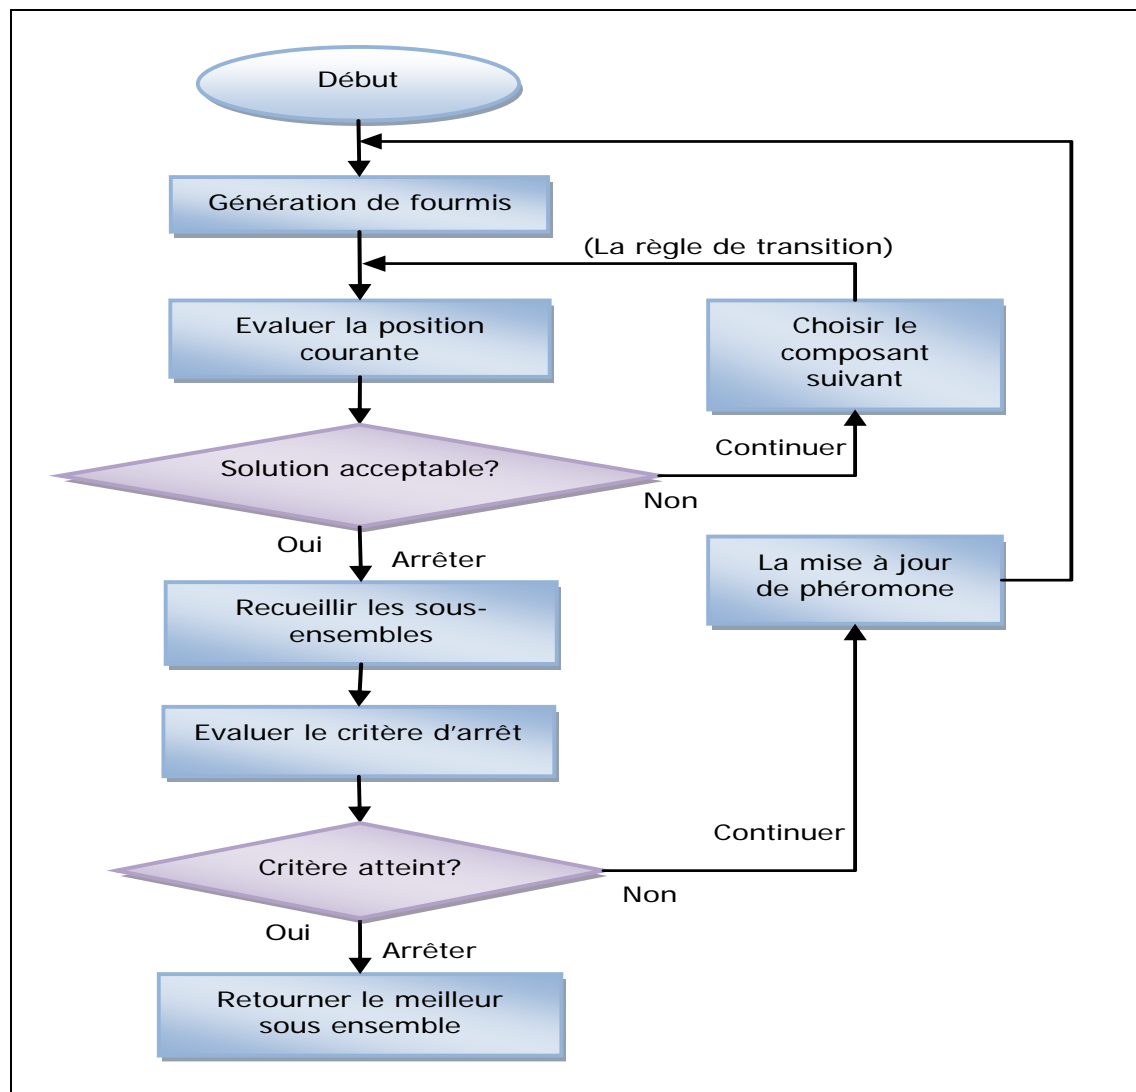 Début
Génération de fourmis
(La règle de transition)
Evaluer la position
courante
Choisir le
composant
suivant
Continuer
Solution acceptable?
Non
Oui
Arrêter
La mise à jour
de phéromone
Recueillir les sous-
ensembles
Evaluer le critère d'arrêt
Continuer
Critère atteint?
Non
Oui
Arrêter
Retourner le meilleur
sous ensemble